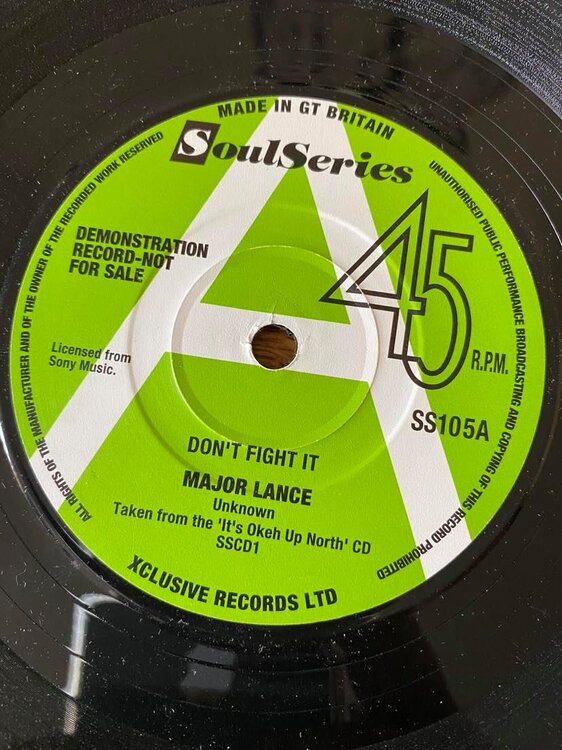 MADE IN GT BRITAIN
SoulSeries
DEMONSTRATION
RECORD-NOT
FOR SALE
45
R.P.M.
Licensed from
Sony Music.
SS105A
DON'T FIGHT IT
MAJOR LANCE
Unknown
Taken from the 'It's Okeh Up North' CD
SSCD1
XCLUSIVE RECORDS LTD
ALL RIGHTS OF THE MANUFACTURER AND OF THE OWNER OF THE RECORDED WORK RESERVED
UNAUTHORISED PUBLIC PERFORMANCE BROADCASTING AND COPYING OF THIS RECORD PROHIBITED
A